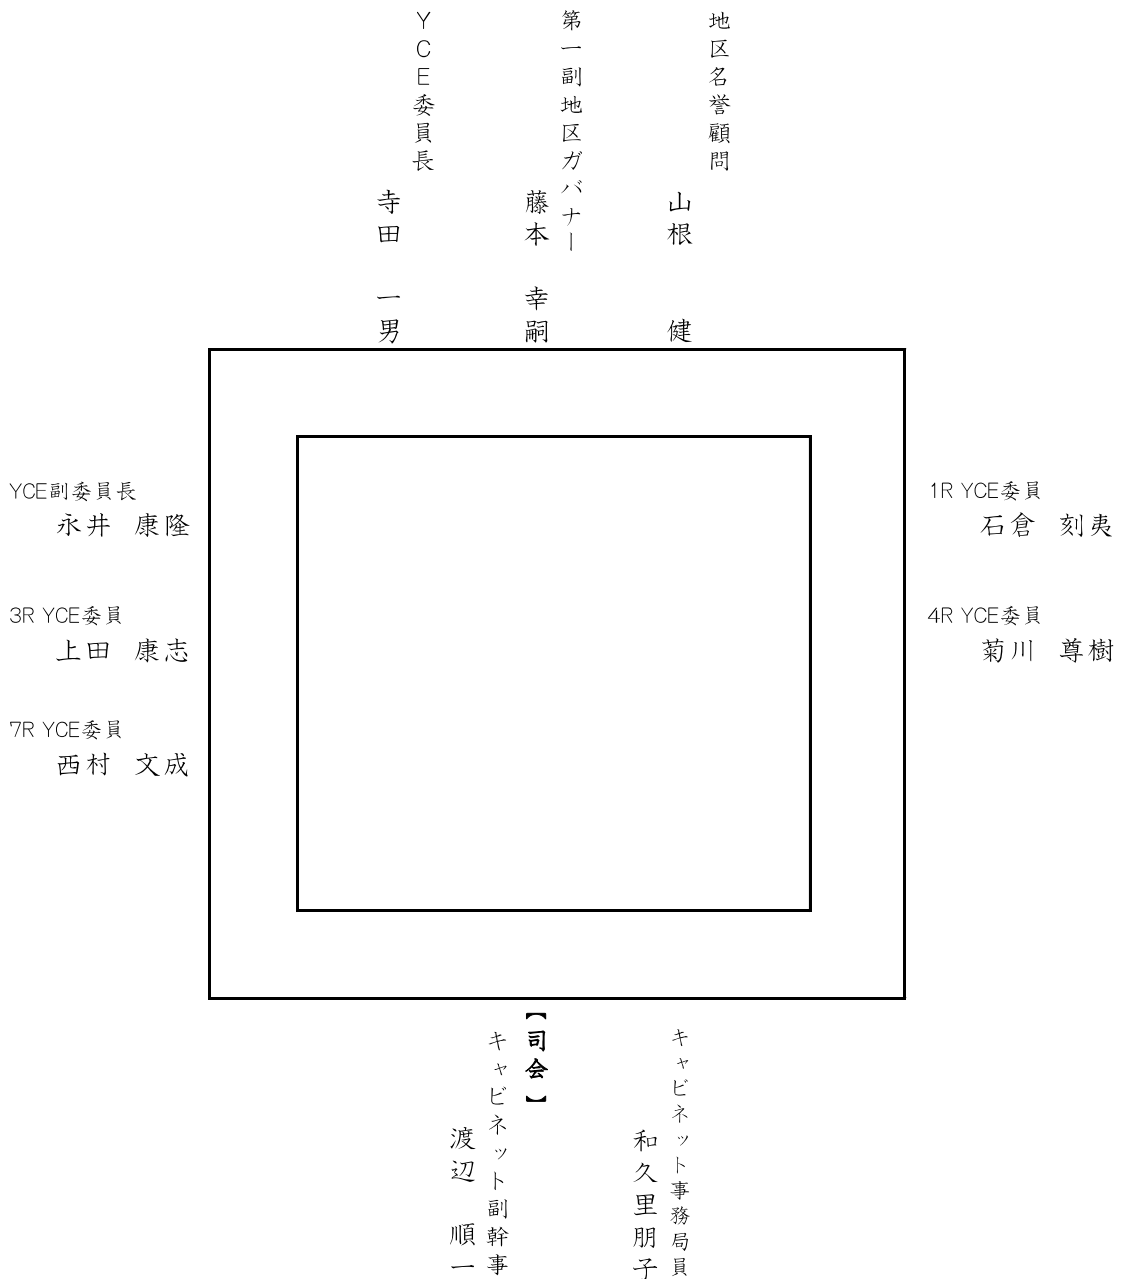 地区名誉顧問
山根　健
第一副地区ガバナー
藤本　幸嗣
YCE委員長
寺田　一男
YCE副委員長
永井　康隆
3R YCE委員
上田　康志
7R YCE委員
西村　文成
1R YCE委員
石倉　刻夷
4R YCE委員
菊川　尊樹
キャビネット事務局員
和久里朋子
【司会】
キャビネット副幹事
渡辺　順一